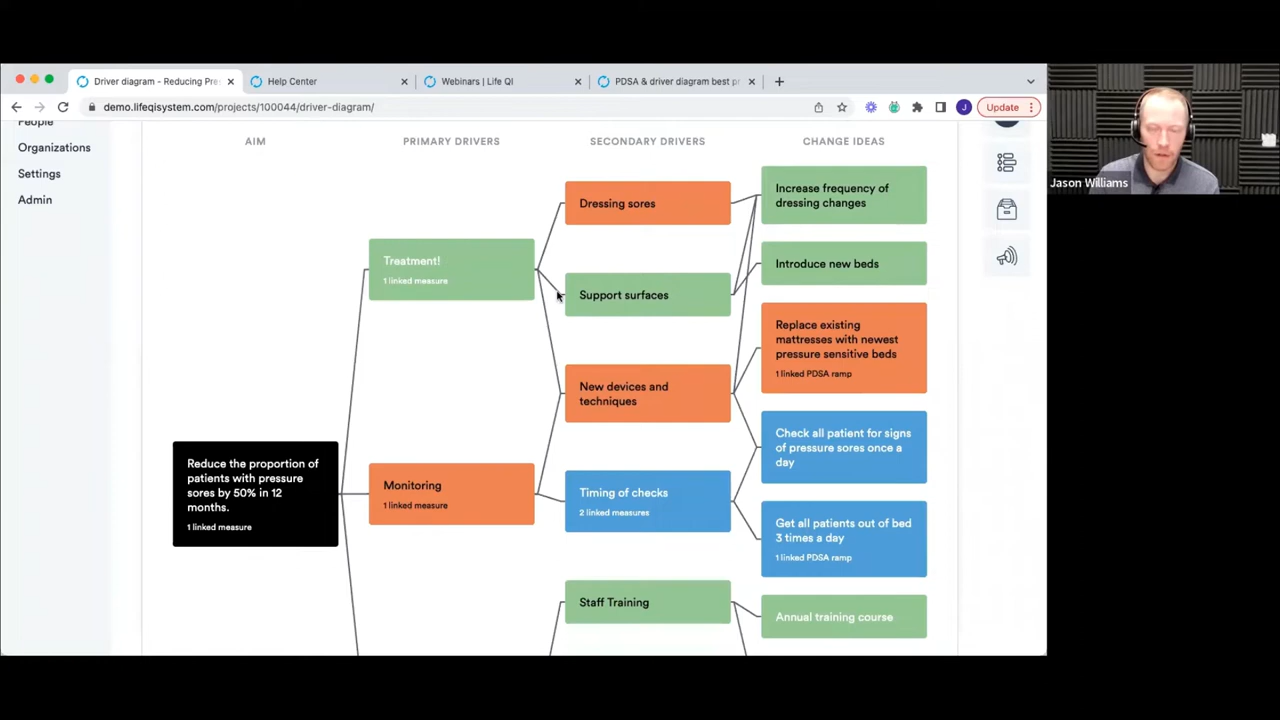 Driver diagram - Reducing Pre
Help Center
Webinars | Life QI
PDSA & driver diagram best p
demo.lifeqisystem.com/projects/100044/driver-diagram/
J
Update
People
Organizations
Settings
Admin
AIM
PRIMARY DRIVERS
SECONDARY DRIVERS
CHANGE IDEAS
Reduce the proportion of
patients with pressure
sores by 50% in 12
months.
1 linked measure
Treatment!
1 linked measure
Monitoring
1 linked measure
Dressing sores
Support surfaces
New devices and
techniques
Timing of checks
2 linked measures
Staff Training
Increase frequency of
dressing changes
Introduce new beds
Replace existing
mattresses with newest
pressure sensitive beds
1 linked PDSA ramp
Check all patient for signs
of pressure sores once a
day
Get all patients out of bed
3 times a day
1 linked PDSA ramp
Annual training course
Jason Williams